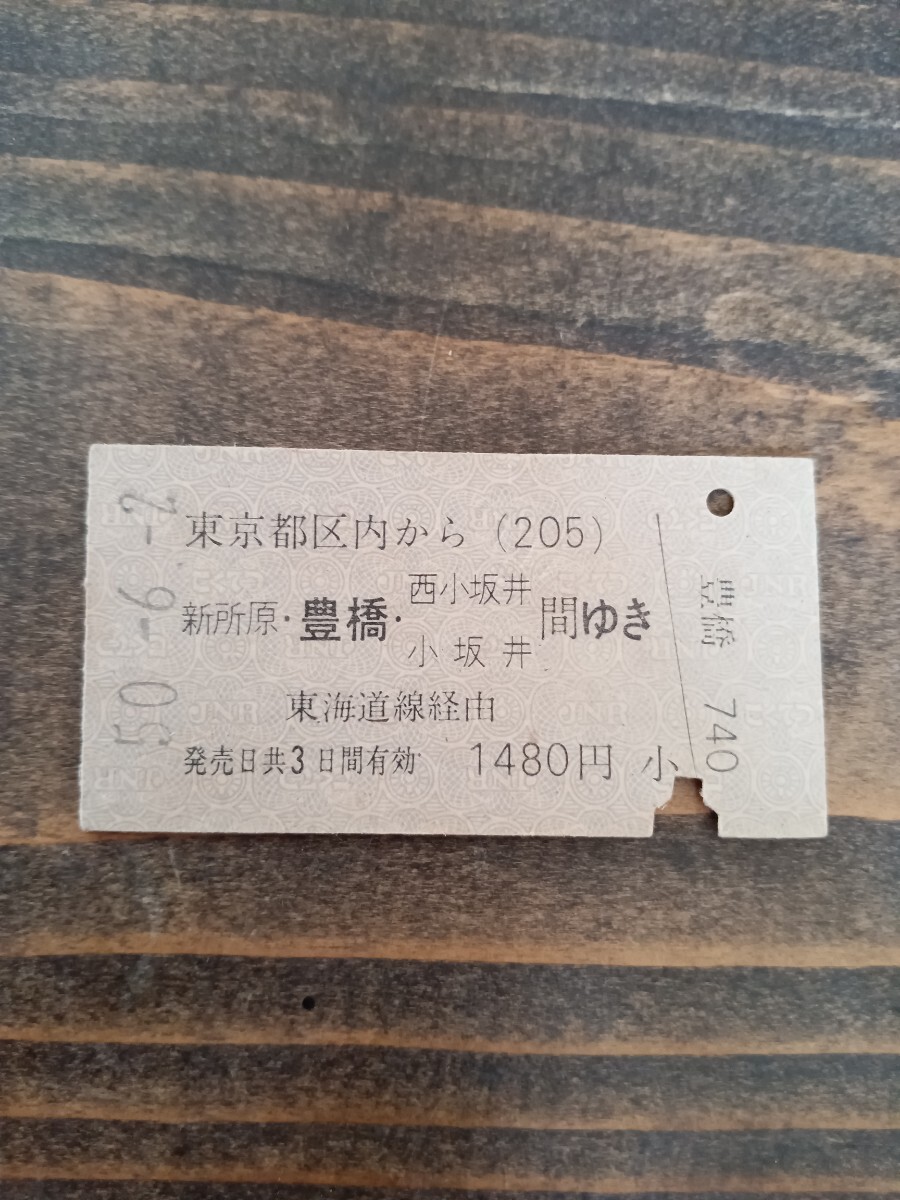 50-6-2
東京都区内から(205)
新所原・豊橋・西小坂井
小坂井
間ゆき
東海道線経由
発売日共3日間有効 1480円 小
豊橋 740